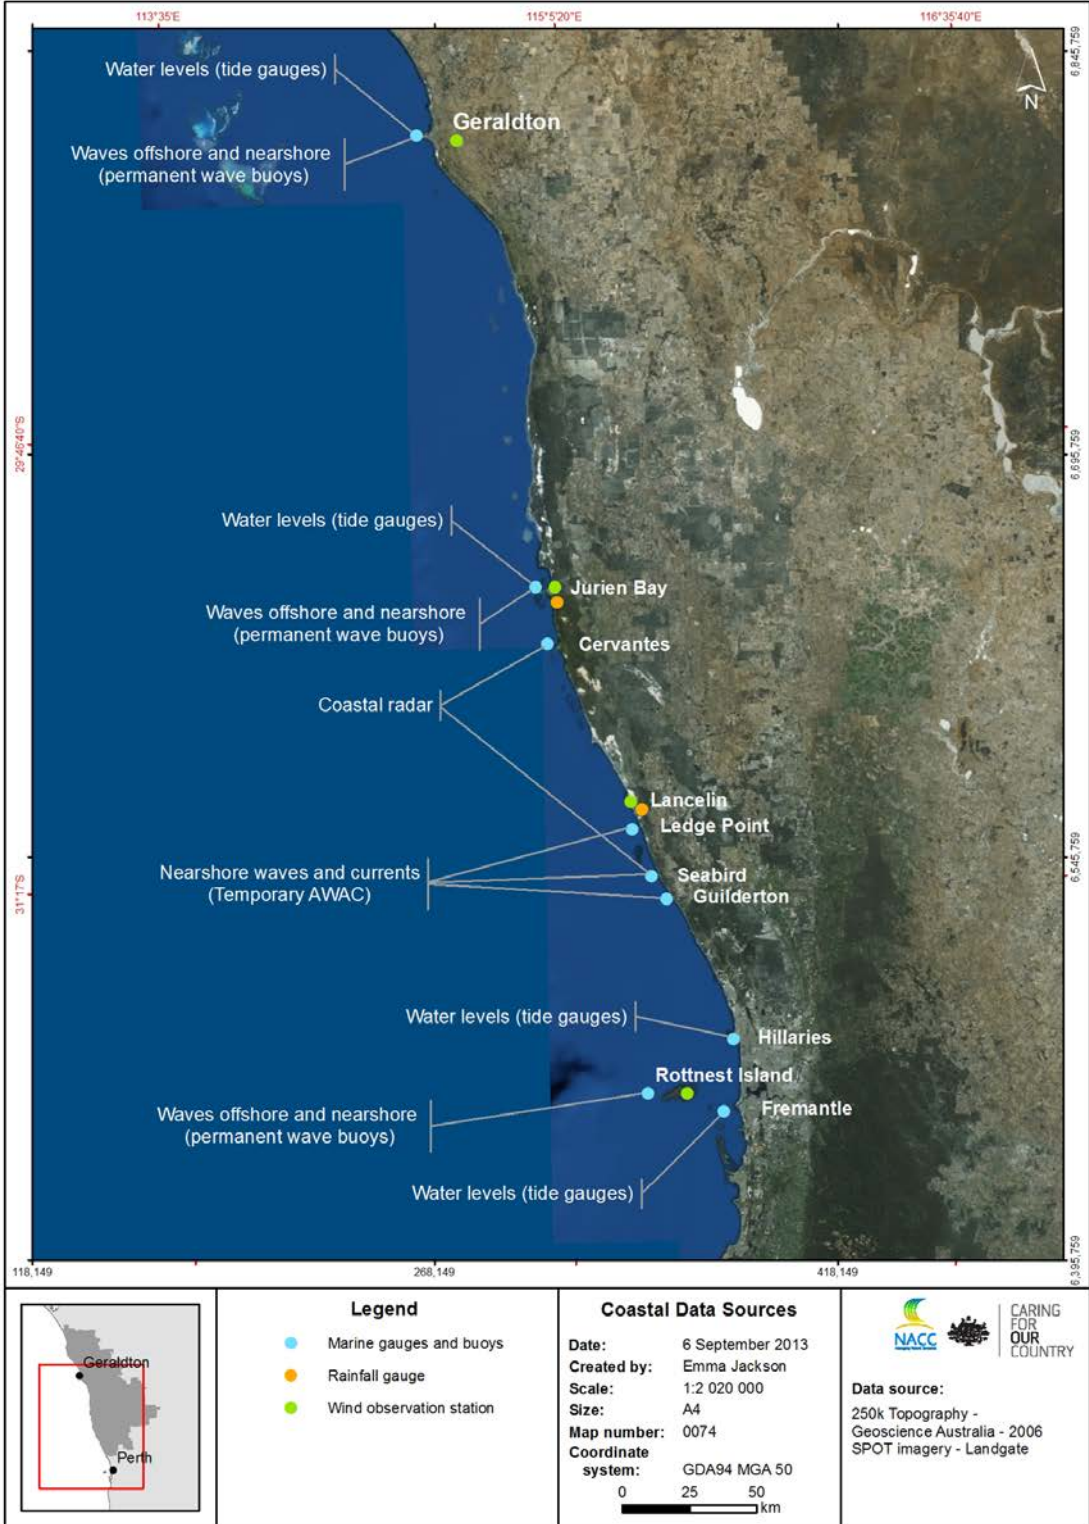 113°35'E
115°5'20"E
116°35'40"E
6,845,759
N
Water levels (tide gauges)
Geraldton
Waves offshore and nearshore
(permanent wave buoys)
29°46'40"S
6,695,759
Water levels (tide gauges)
Jurien Bay
Waves offshore and nearshore
(permanent wave buoys)
Cervantes
Coastal radar
Lancelin
Ledge Point
Nearshore waves and currents
(Temporary AWAC)
Seabird
Guilderton
31°17'S
6,545,759
Water levels (tide gauges)
Hillaries
Rottnest Island
Fremantle
Waves offshore and nearshore
(permanent wave buoys)
Water levels (tide gauges)
6,395,759
118,149
268,149
418,149
Geraldton
Perth
Legend
Marine gauges and buoys
Rainfall gauge
Wind observation station
Coastal Data Sources
Date: 6 September 2013
Created by: Emma Jackson
Scale: 1:2 020 000
Size: A4
Map number: 0074
Coordinate
system: GDA94 MGA 50
0 25 50
km
NACC
CARING
FOR
OUR
COUNTRY
Data source:
250k Topography -
Geoscience Australia - 2006
SPOT imagery - Landgate